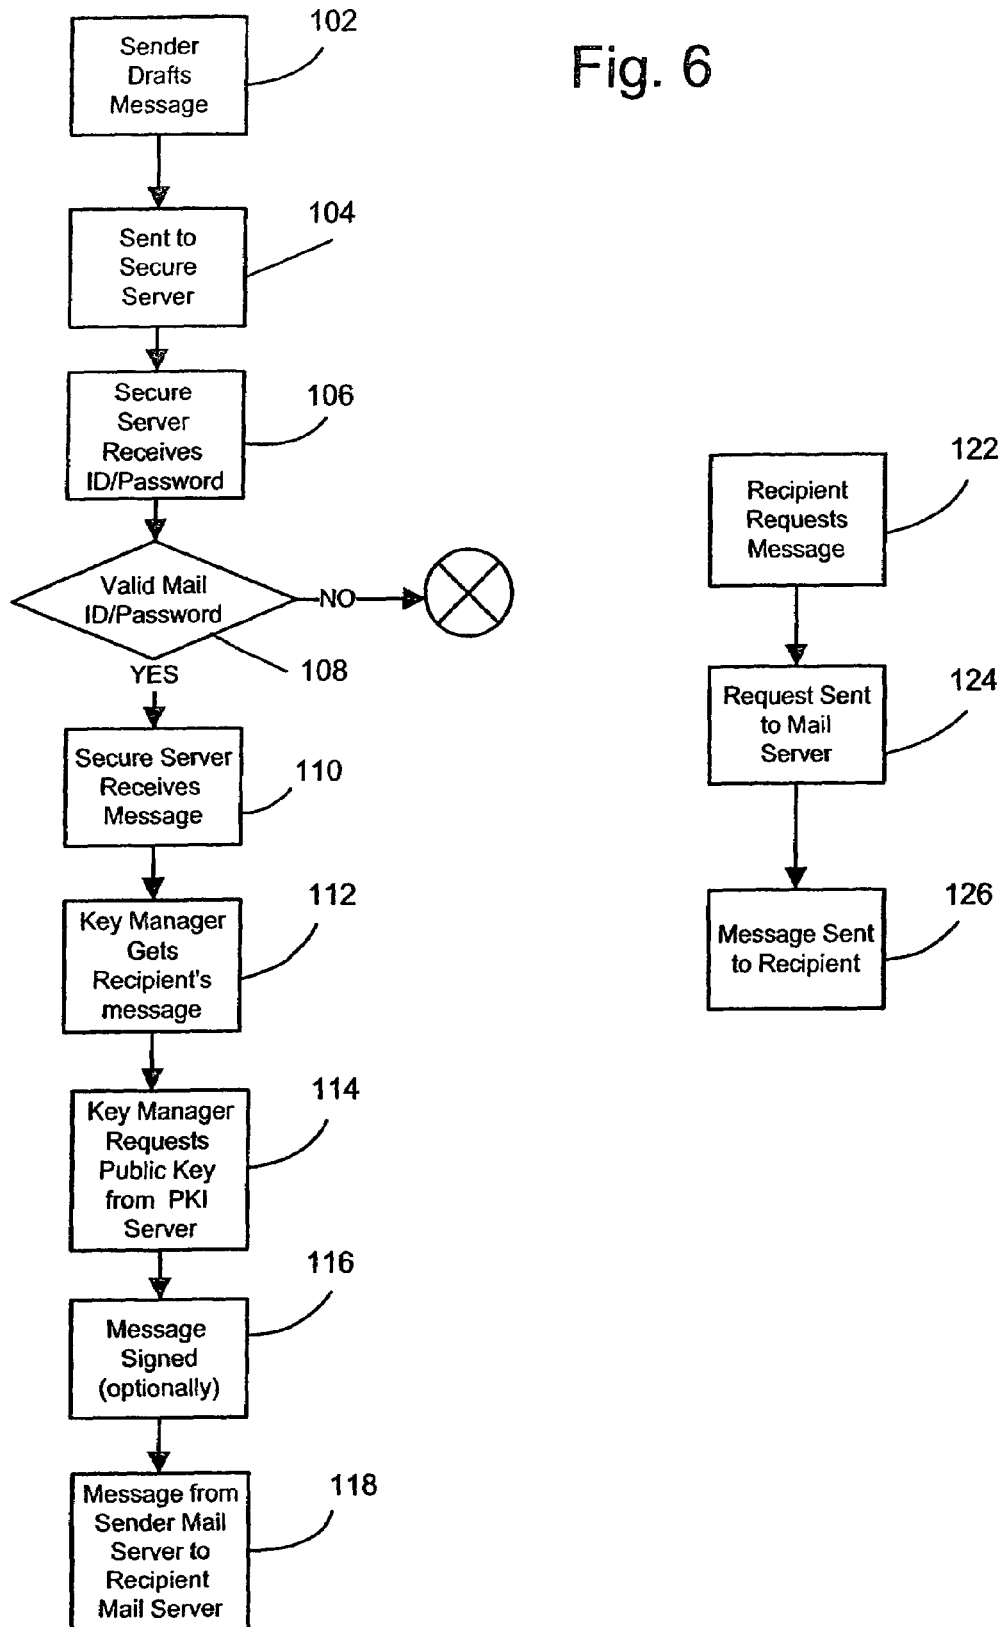 Fig. 6
102
Sender
Drafts
Message
104
Sent to
Secure
Server
106
Secure
Server
Receives
ID/Password
Valid Mail
ID/Password
NO
108
YES
110
Secure Server
Receives
Message
112
Key Manager
Gets
Recipient's
message
114
Key Manager
Requests
Public Key
from PKI
Server
116
Message
Signed
(optionally)
118
Message from
Sender Mail
Server to
Recipient
Mail Server
122
Recipient
Requests
Message
124
Request Sent
to Mail
Server
126
Message Sent
to Recipient